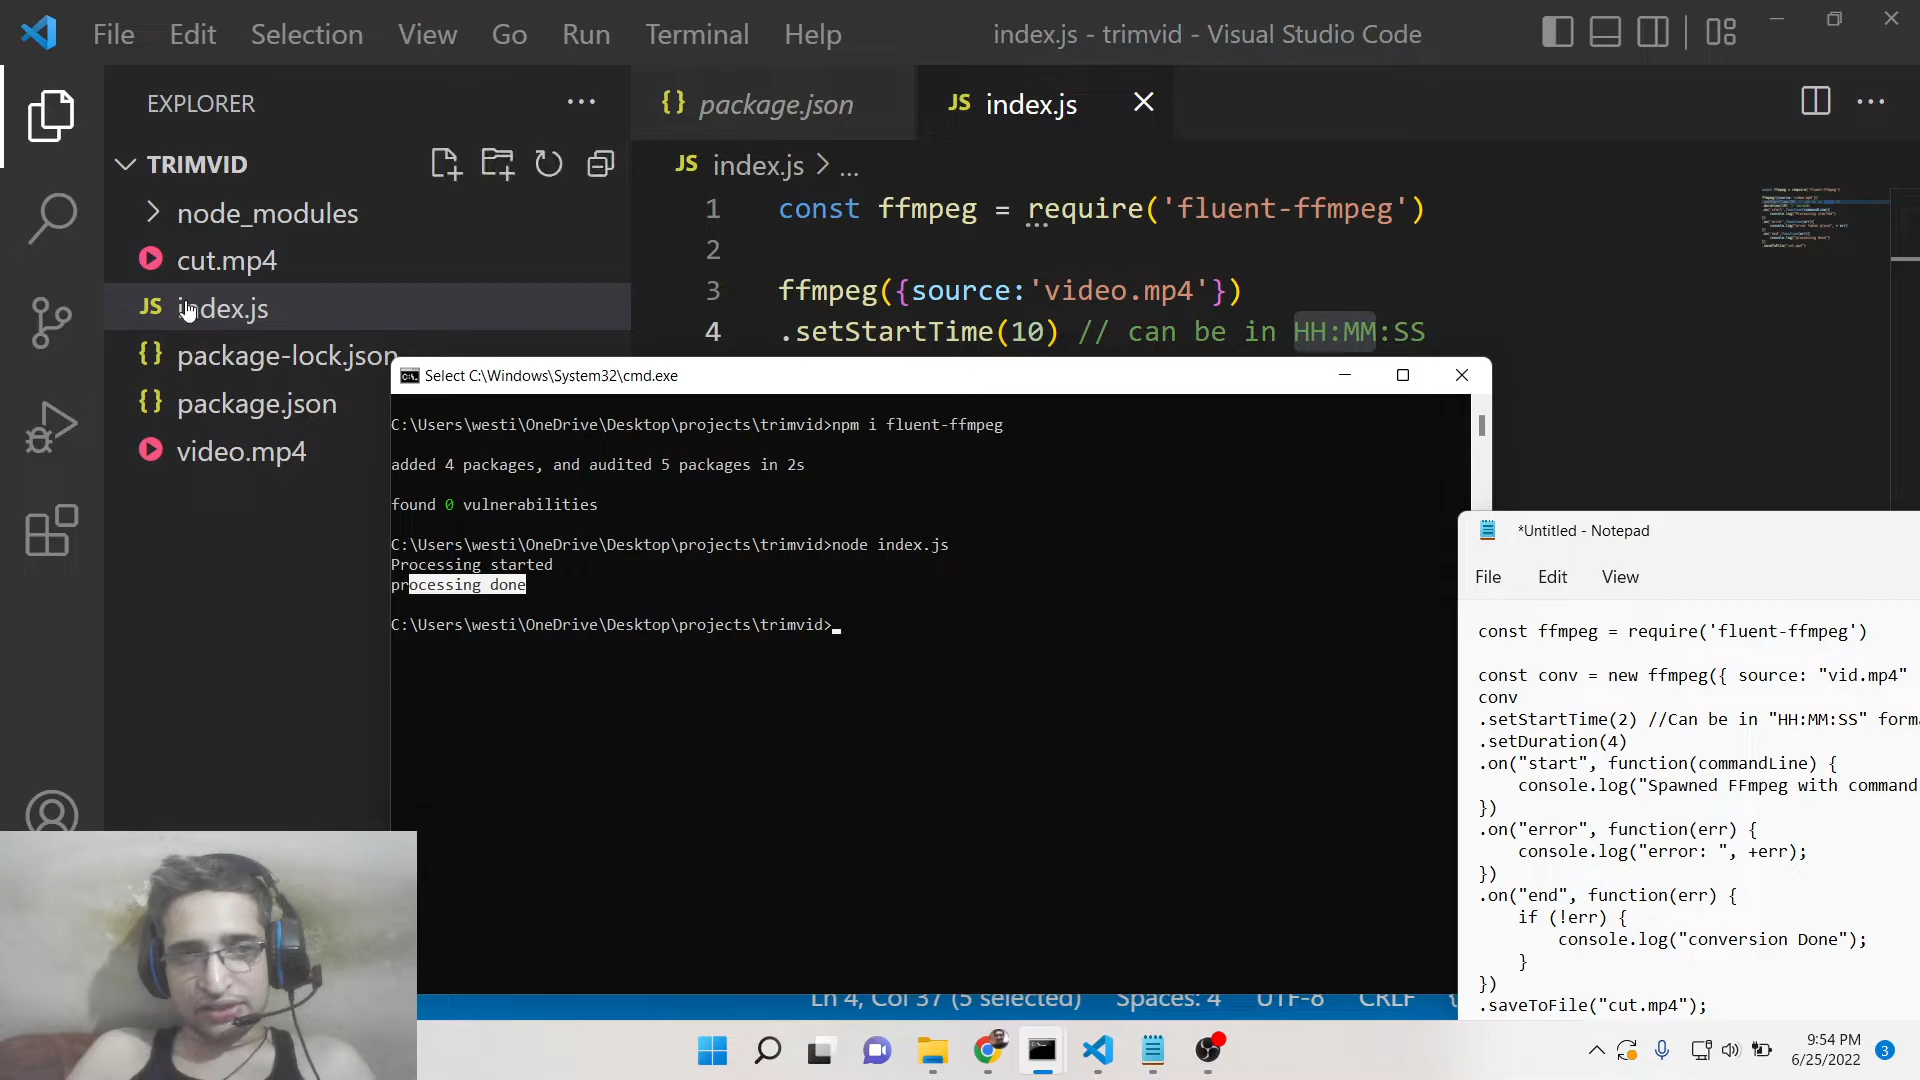 File Edit Selection View Go Run Terminal Help
index.js - trimvid - Visual Studio Code
EXPLORER
TRIMVID
node_modules
cut.mp4
JS index.js
{} package-lock.json
{} package.json
video.mp4
{} package.json
JS index.js
JS index.js > ...
1 const ffmpeg = require('fluent-ffmpeg')
2
3 ffmpeg({source:'video.mp4'})
4 .setStartTime(10) // can be in HH:MM:SS
Select C:\Windows\System32\cmd.exe
C:\Users\westi\OneDrive\Desktop\projects\trimvid>npm i fluent-ffmpeg
added 4 packages, and audited 5 packages in 2s
found 0 vulnerabilities
C:\Users\westi\OneDrive\Desktop\projects\trimvid>node index.js
Processing started
processing done
C:\Users\westi\OneDrive\Desktop\projects\trimvid>
*Untitled - Notepad
File Edit View
const ffmpeg = require('fluent-ffmpeg')
const conv = new ffmpeg({ source: "vid.mp4"
conv
.setStartTime(2) //Can be in "HH:MM:SS" forma
.setDuration(4)
.on("start", function(commandLine) {
console.log("Spawned FFmpeg with command
})
.on("error", function(err) {
console.log("error: ", +err);
})
.on("end", function(err) {
if (!err) {
console.log("conversion Done");
}
})
.saveToFile("cut.mp4");
Ln 4, Col 37 (5 selected) Spaces: 4 UTF-8 CRLF
9:54 PM
6/25/2022
3